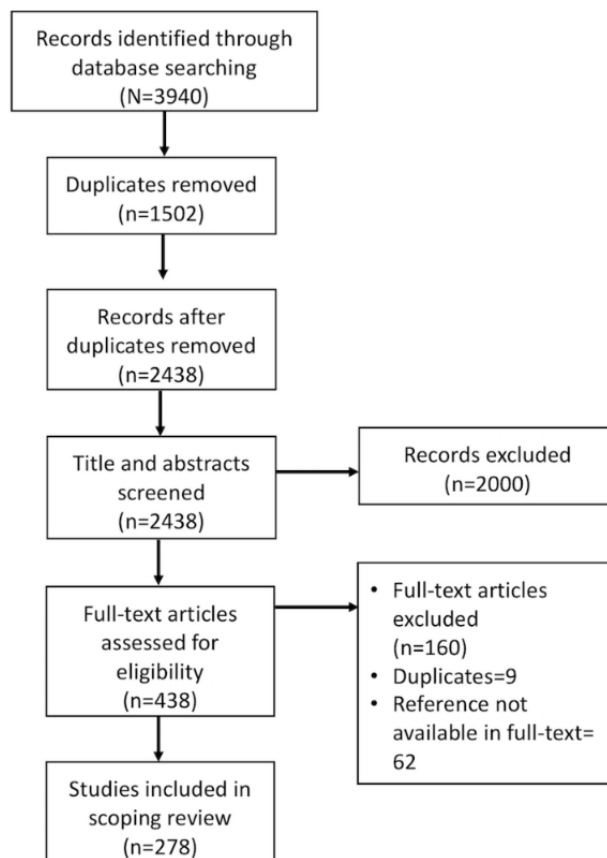 Records identified through
database searching
(N=3940)
Duplicates removed
(n=1502)
Records after
duplicates removed
(n=2438)
Title and abstracts
screened
(n=2438)
Records excluded
(n=2000)
Full-text articles
assessed for
eligibility
(n=438)
• Full-text articles
excluded
(n=160)
• Duplicates=9
• Reference not
available in full-text=
62
Studies included in
scoping review
(n=278)